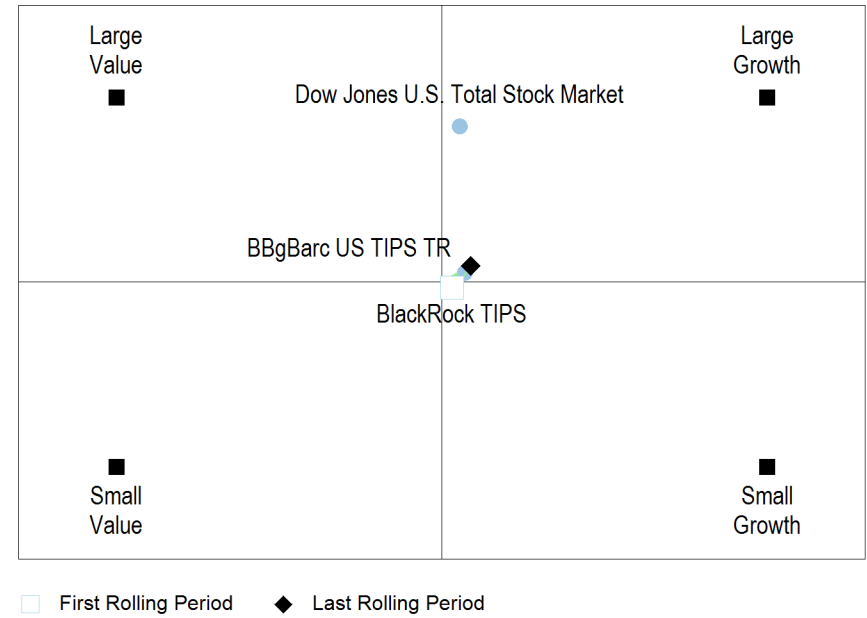 Large
Value
Large
Growth
Dow Jones U.S. Total Stock Market
BBgBarc US TIPS TR
BlackRock TIPS
Small
Value
Small
Growth
First Rolling Period
Last Rolling Period